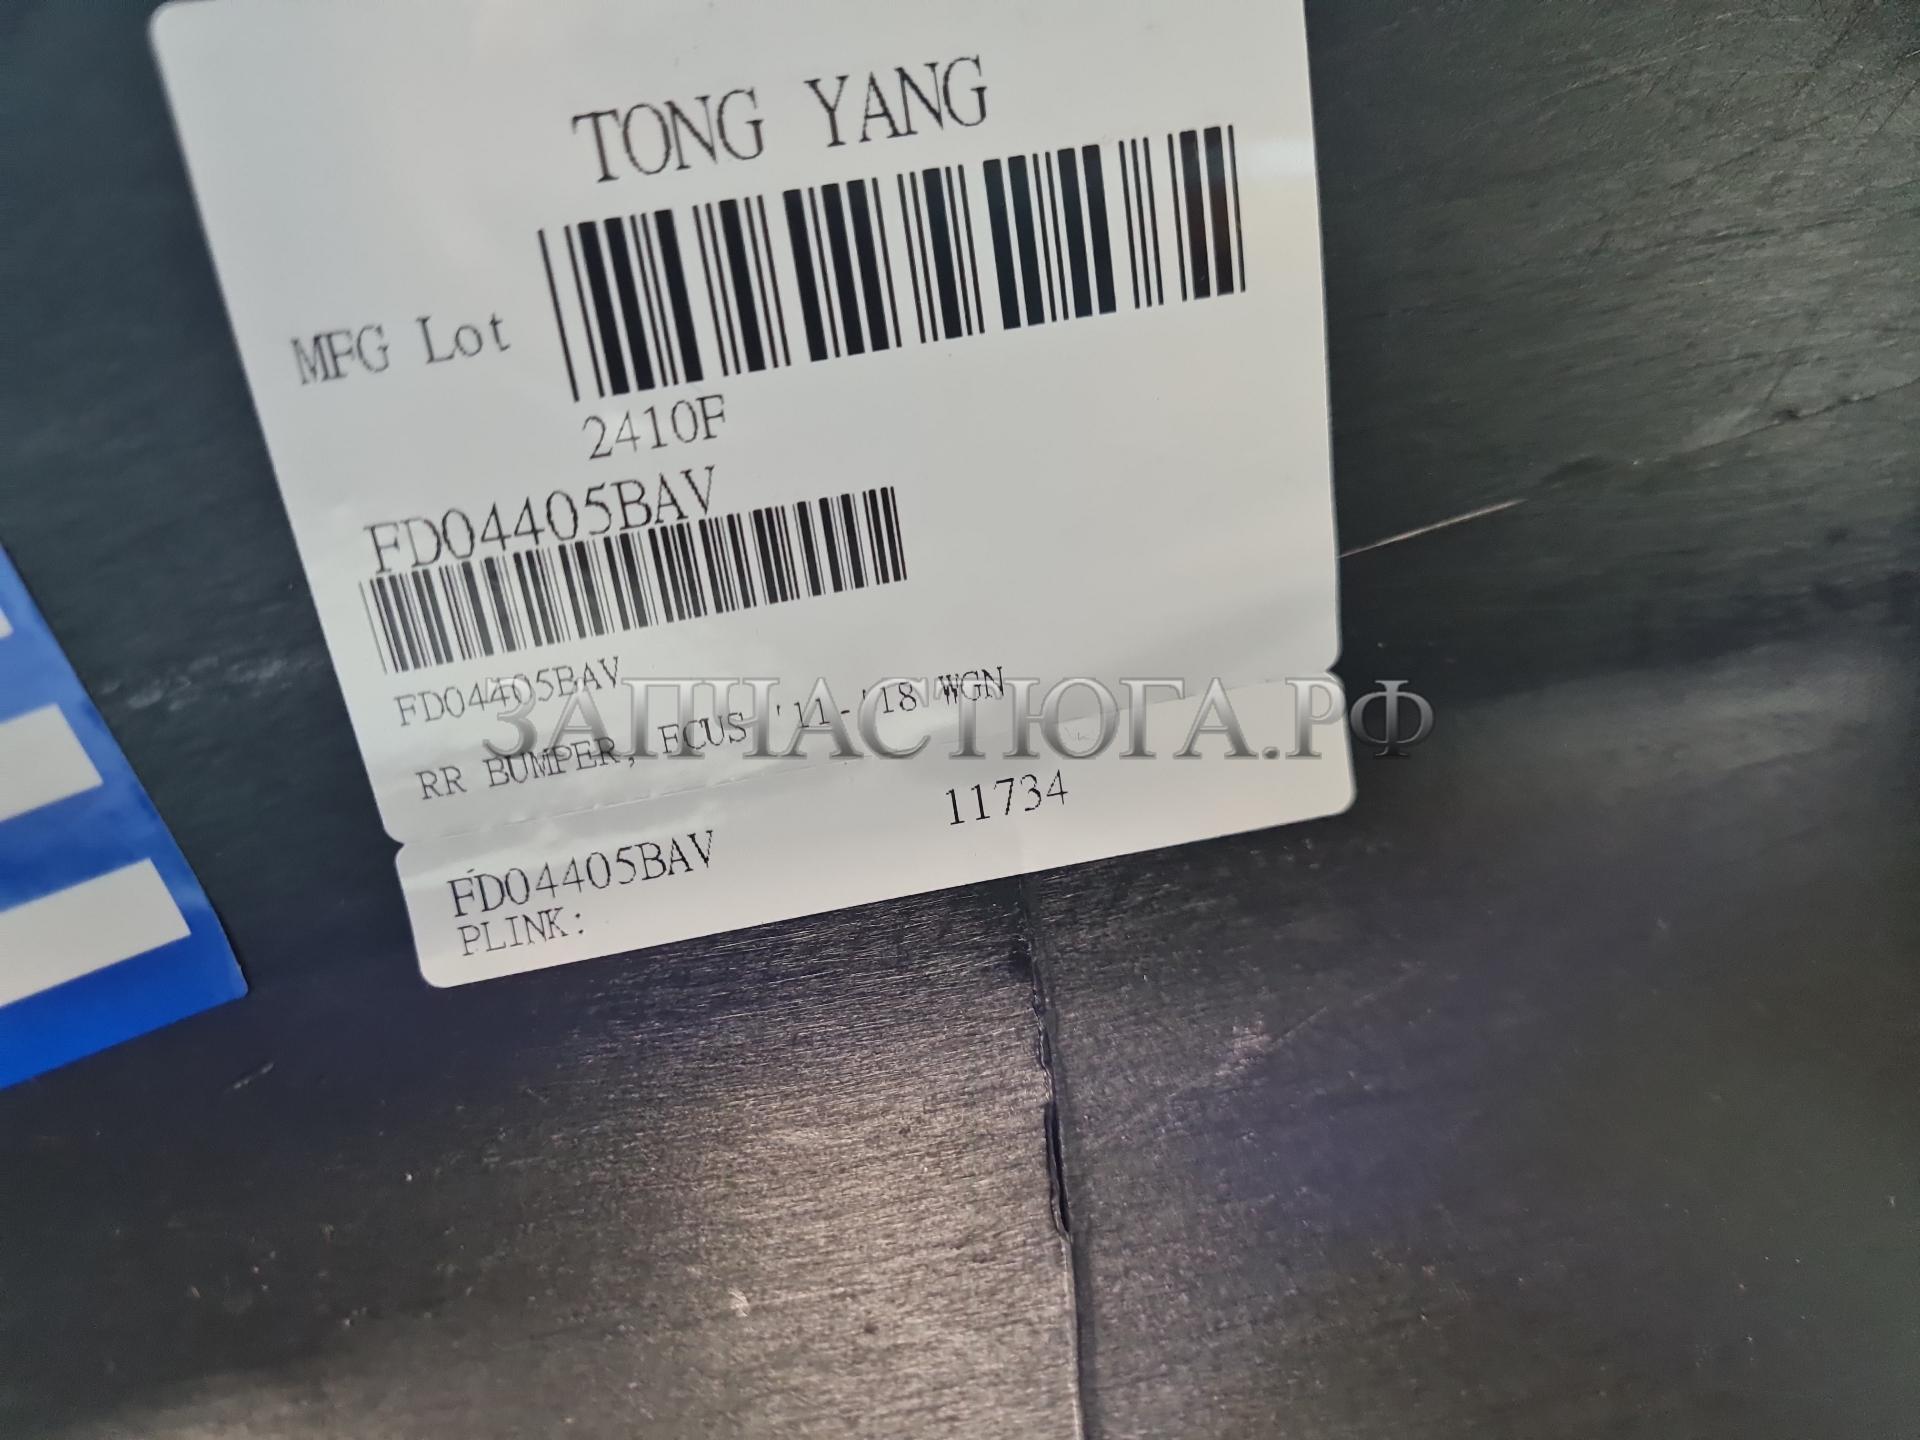 TONG YANG
MFG Lot
2410F
FD04405BAV
FD04405BAV
RR BUMPER, FCUS '11-'18 WGN
ЗАПЧАСТЮГА.РФ
FD04405BAV 11734
PLINK: